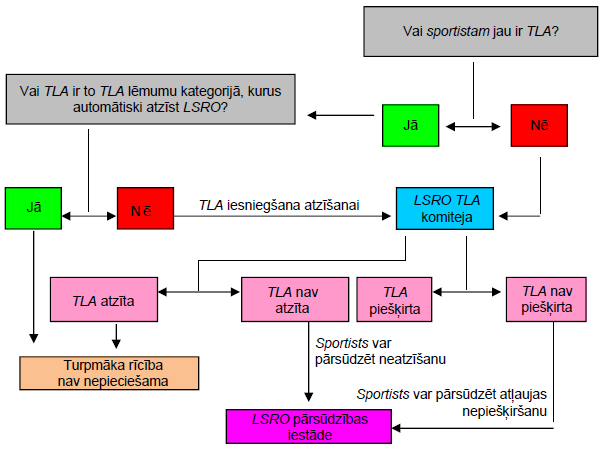 Vai sportistam jau ir TLA?
Vai TLA ir to TLA lēmumu kategorijā, kurus
automātiski atzīst LSRO?
Jā
Nē
Jā
Nē
TLA iesniegšana atzīšanai
LSRO TLA
komiteja
TLA atzīta
TLA nav
atzīta
TLA
piešķirta
TLA nav
piešķirta
Sportists var
pārsūdzēt neatzīšanu
Turpmāka rīcība
nav nepieciešama
Sportists var pārsūdzēt atļaujas
nepiešķiršanu
LSRO pārsūdzības
iestāde